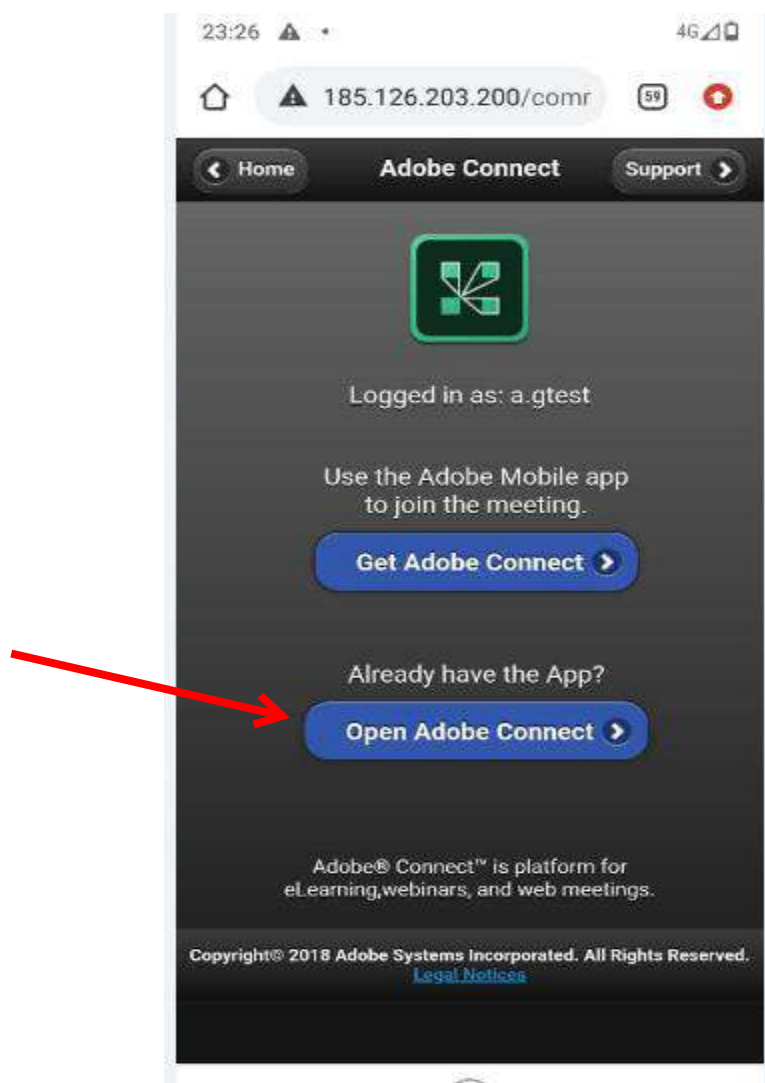 23:26
4G
185.126.203.200/comr
59
Home
Adobe Connect
Support
Logged in as: a.gtest
Use the Adobe Mobile app
to join the meeting.
Get Adobe Connect
Already have the App?
Open Adobe Connect
Adobe® Connect™ is platform for
eLearning,webinars, and web meetings.
Copyright© 2018 Adobe Systems Incorporated. All Rights Reserved.
Legal Notices